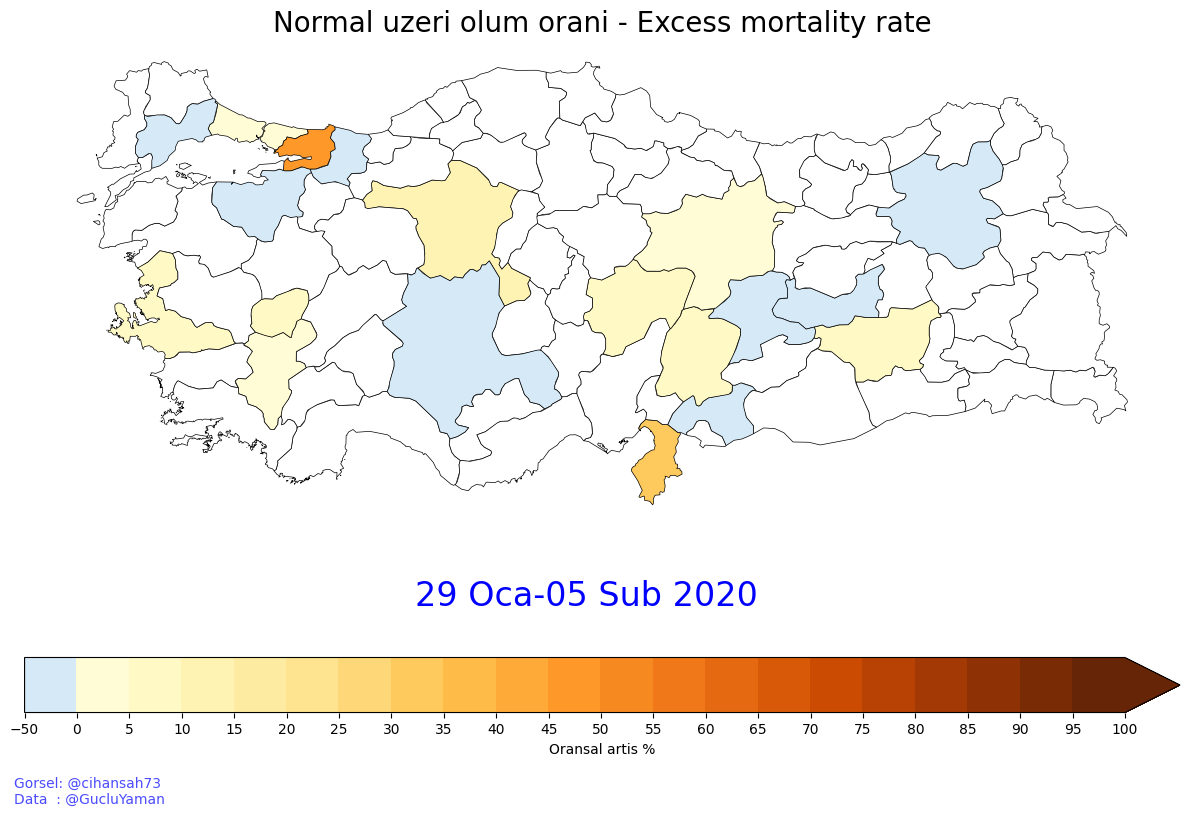 Normal uzeri olum orani - Excess mortality rate
29 Oca-05 Sub 2020
−50 0 5 10 15 20 25 30 35 40 45 50 55 60 65 70 75 80 85 90 95 100
Oransal artis %
Gorsel: @cihansah73
Data  : @GucluYaman